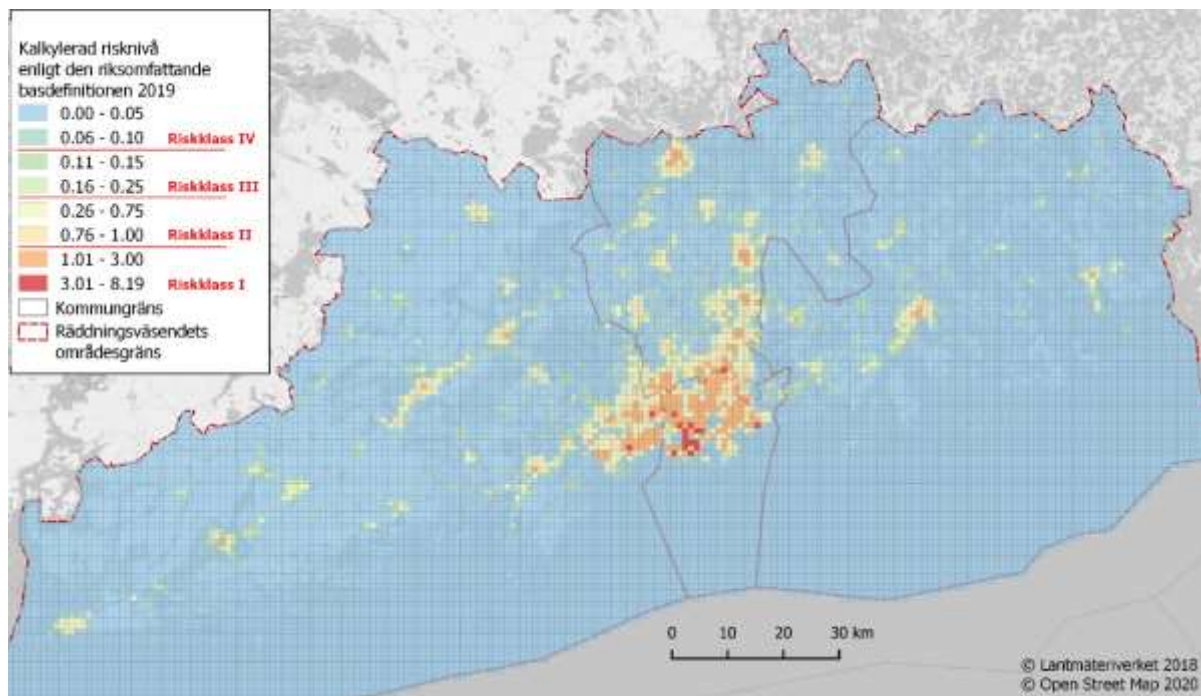 Kalkylerad risknivå
enligt den riksomfattande
basdefinitionen 2019
0.00 - 0.05
0.06 - 0.10 Riskklass IV
0.11 - 0.15
0.16 - 0.25 Riskklass III
0.26 - 0.75
0.76 - 1.00 Riskklass II
1.01 - 3.00
3.01 - 8.19 Riskklass I
Kommungräns
Räddningsväsendets
områdesgräns
0 10 20 30 km
© Lantmäteriverket 2018
© Open Street Map 2020